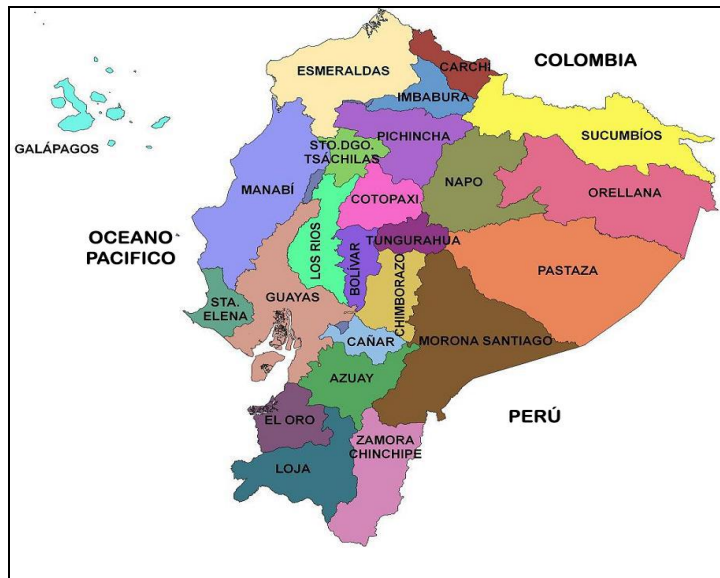 COLOMBIA
ESMERALDAS
CARCHI
IMBABURA
SUCUMBÍOS
PICHINCHA
GALÁPAGOS
STO.DGO.
TSÁCHILAS
MANABÍ
NAPO
ORELLANA
COTOPAXI
OCEANO
PACIFICO
LOS RIOS
TUNGURAHUA
BOLÍVAR
CHIMBORAZO
PASTAZA
STA.
ELENA
GUAYAS
CAÑAR
MORONA SANTIAGO
AZUAY
PERÚ
EL ORO
ZAMORA
CHINCHIPE
LOJA